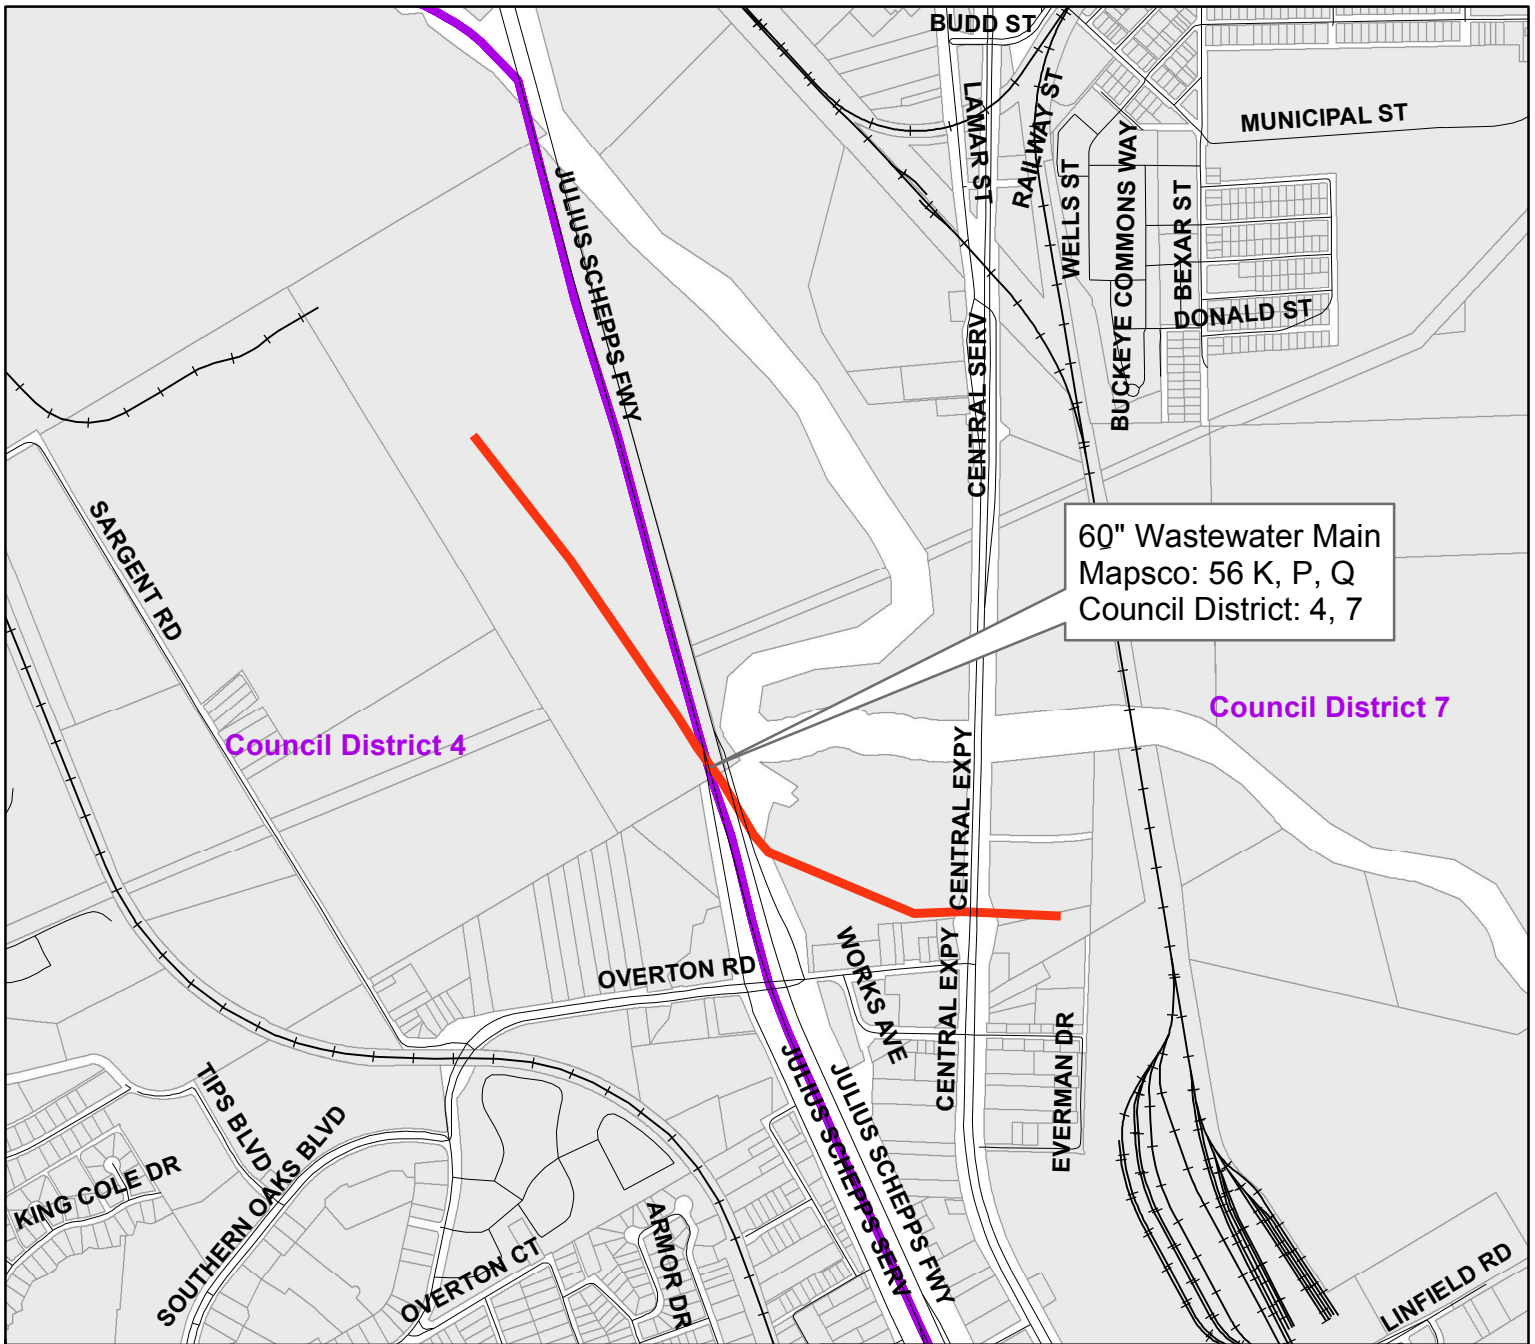 BUDD ST
LAMAR ST
RAILWAY ST
MUNICIPAL ST
WELLS ST
BUCKEYE COMMONS WAY
BEXAR ST
DONALD ST
JULIUS SCHEPPS FWY
CENTRAL SERV
SARGENT RD
60" Wastewater Main
Mapsco: 56 K, P, Q
Council District: 4, 7
Council District 4
Council District 7
CENTRAL EXPY
OVERTON RD
WORKS AVE
CENTRAL EXPY
EVERMAN DR
JULIUS SCHEPPS SERV
JULIUS SCHEPPS FWY
TIPS BLVD
KING COLE DR
SOUTHERN OAKS BLVD
OVERTON CT
ARMOR DR
LINFIELD RD